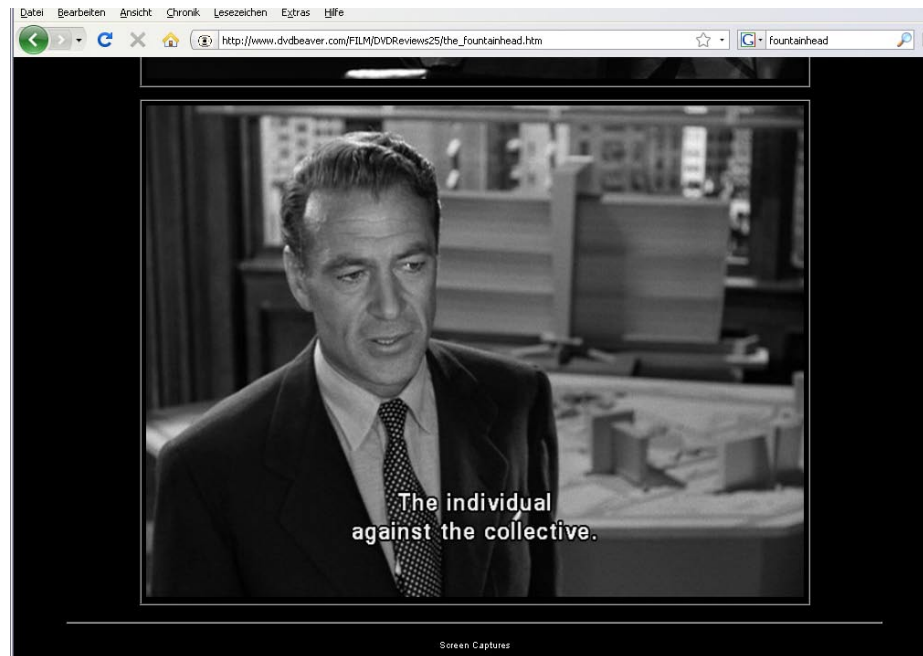 Datei Bearbeiten Ansicht Chronik Lesezeichen Extras Hilfe
http://www.dvdbeaver.com/FILM/DVDReviews25/the_fountainhead.htm
G fountainhead
The individual
against the collective.
Screen Captures